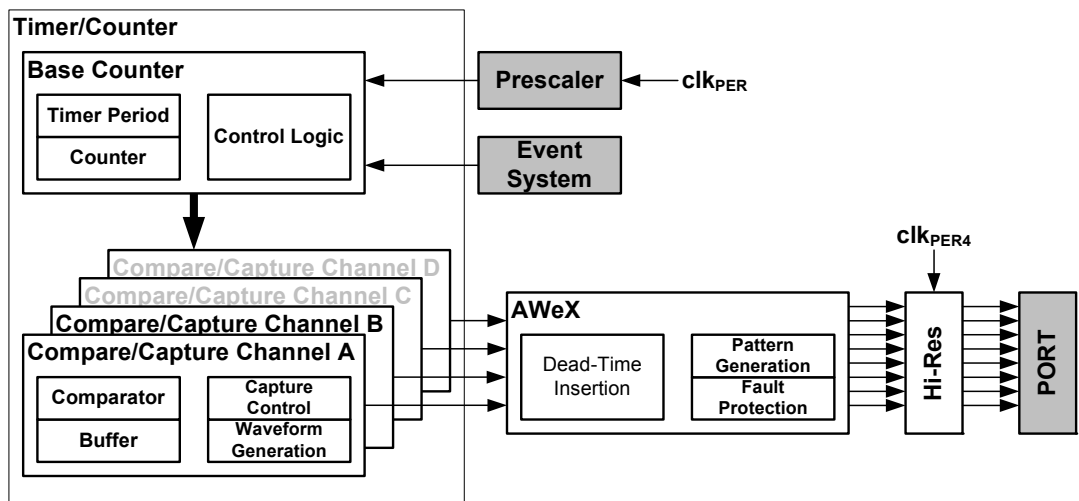 Timer/Counter
Base Counter
Timer Period
Counter
Control Logic
Prescaler
clkPER
Event
System
Compare/Capture Channel D
Compare/Capture Channel C
Compare/Capture Channel B
Compare/Capture Channel A
Comparator
Buffer
Capture
Control
Waveform
Generation
AWeX
Dead-Time
Insertion
Pattern
Generation
Fault
Protection
clkPER4
Hi-Res
PORT